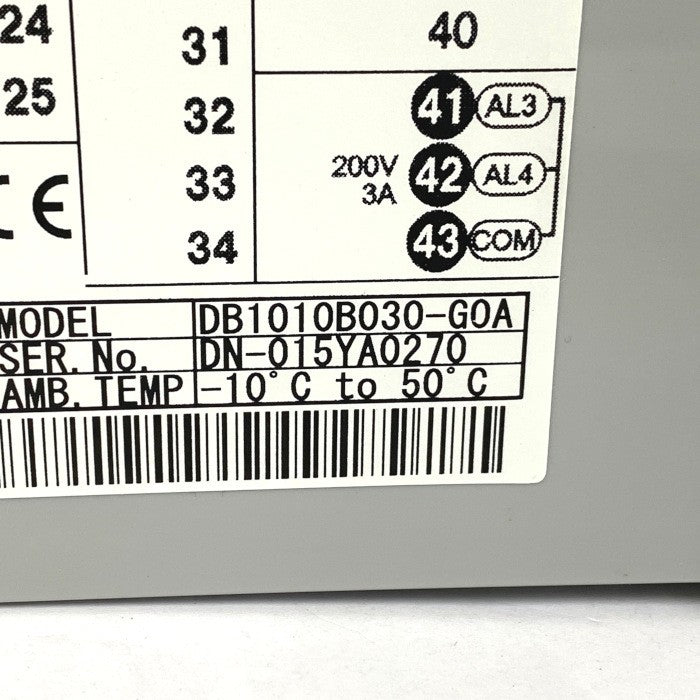 24
31
40
25
32
41 AL3
200V
3A
33
42 AL4
CE
34
43 COM
MODEL DB1010B030-G0A
SER. No. DN-015YA0270
AMB. TEMP -10°C to 50°C